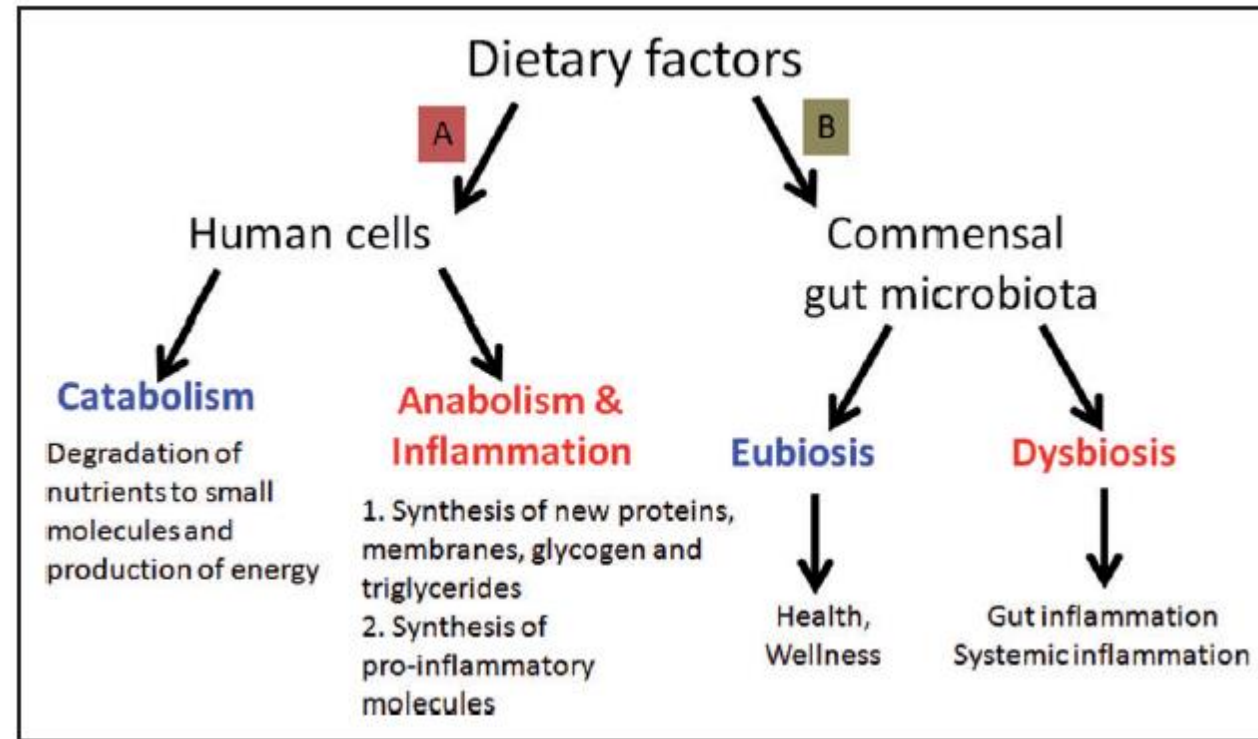 Dietary factors
A
B
Human cells
Commensal
gut microbiota
Catabolism
Degradation of
nutrients to small
molecules and
production of energy
Anabolism &
Inflammation
1. Synthesis of new proteins,
membranes, glycogen and
triglycerides
2. Synthesis of
pro-inflammatory
molecules
Eubiosis
Health,
Wellness
Dysbiosis
Gut inflammation
Systemic inflammation